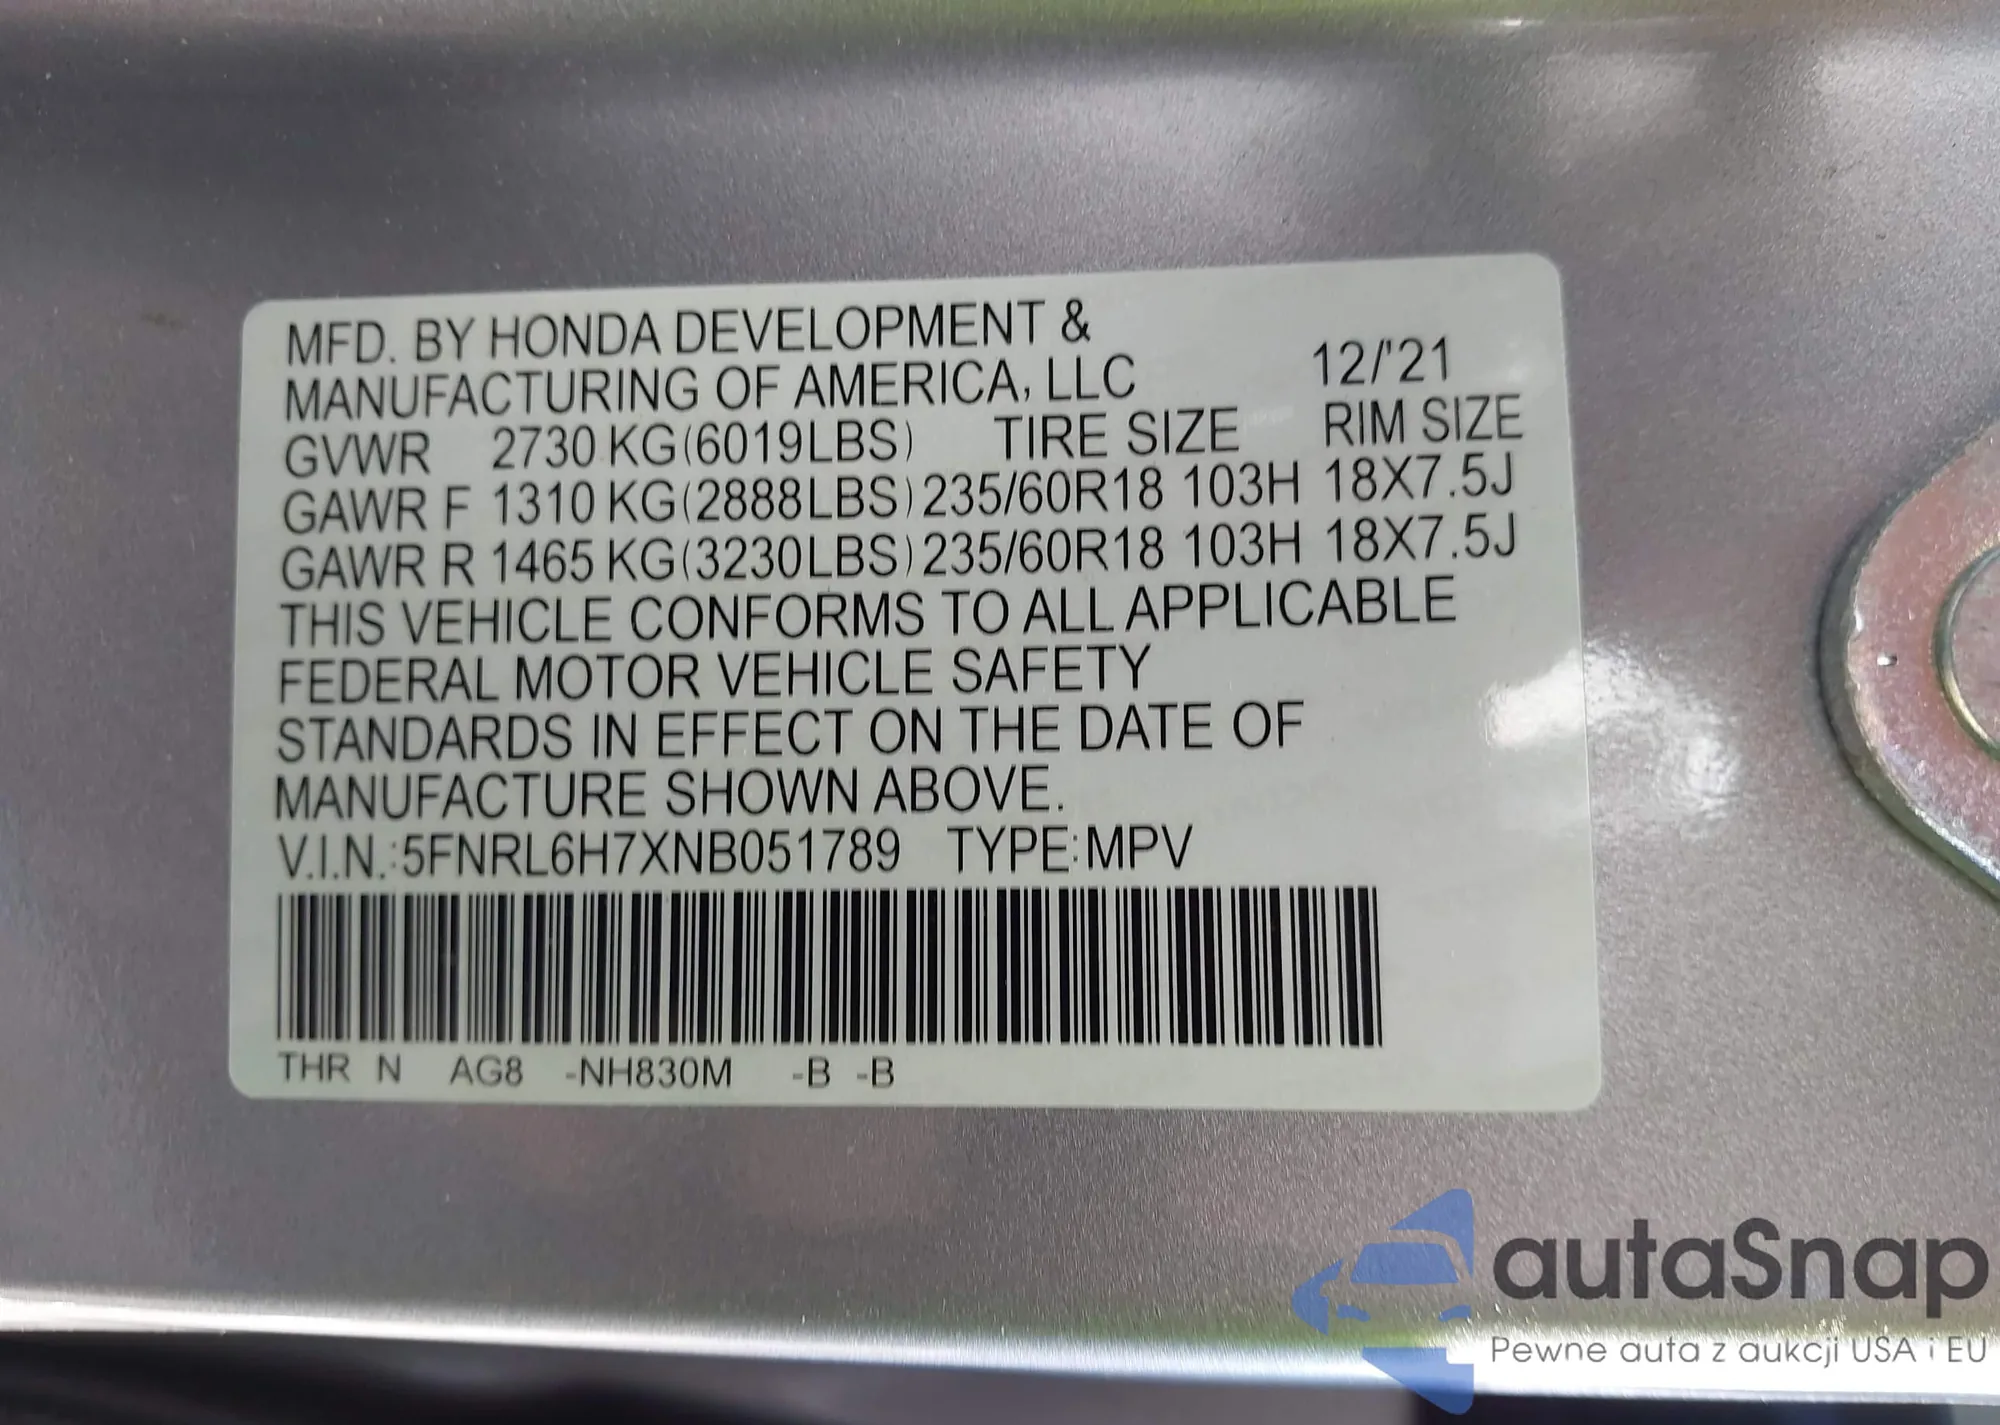 MFD. BY HONDA DEVELOPMENT &
MANUFACTURING OF AMERICA, LLC 12/'21
GVWR 2730 KG(6019LBS) TIRE SIZE RIM SIZE
GAWR F 1310 KG(2888LBS) 235/60R18 103H 18X7.5J
GAWR R 1465 KG(3230LBS) 235/60R18 103H 18X7.5J
THIS VEHICLE CONFORMS TO ALL APPLICABLE
FEDERAL MOTOR VEHICLE SAFETY
STANDARDS IN EFFECT ON THE DATE OF
MANUFACTURE SHOWN ABOVE.
V.I.N.:5FNRL6H7XNB051789 TYPE:MPV
THR N AG8 -NH830M -B -B
autaSnap
Pewne auta z aukcji USA i EU